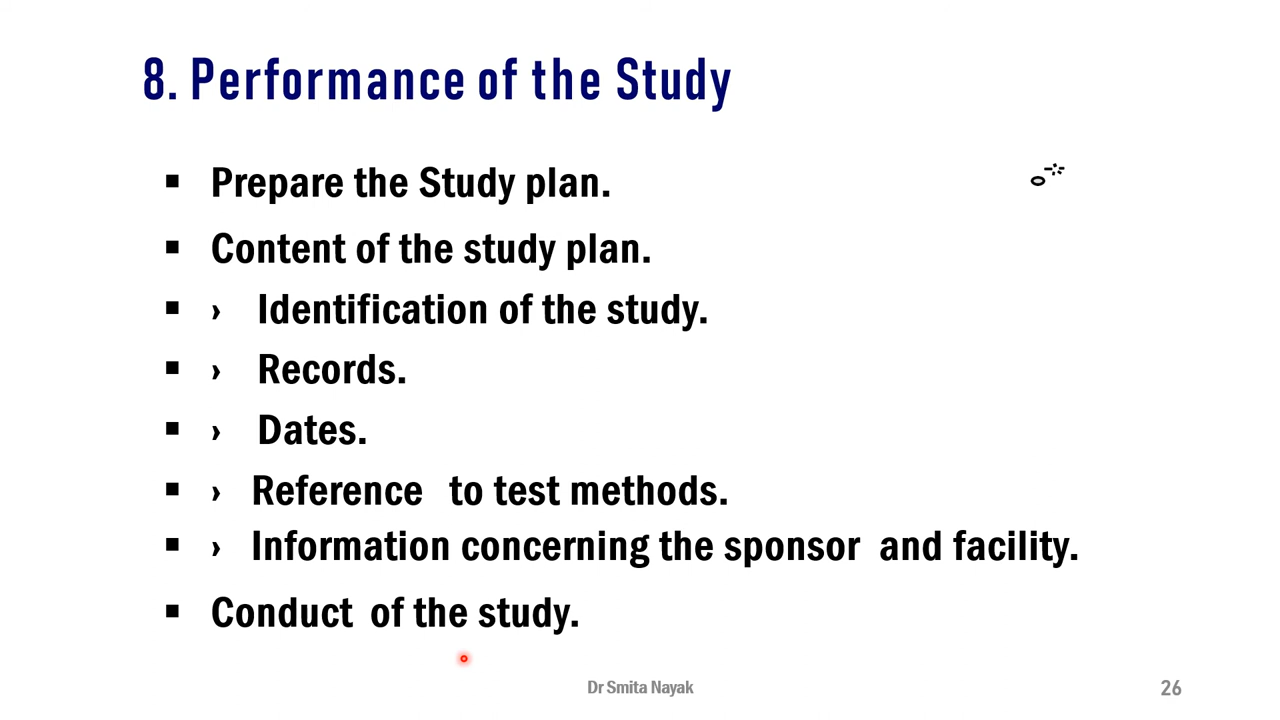 8. Performance of the Study
▪ Prepare the Study plan.
▪ Content of the study plan.
▪ › Identification of the study.
▪ › Records.
▪ › Dates.
▪ › Reference to test methods.
▪ › Information concerning the sponsor and facility.
▪ Conduct of the study.
Dr Smita Nayak
26